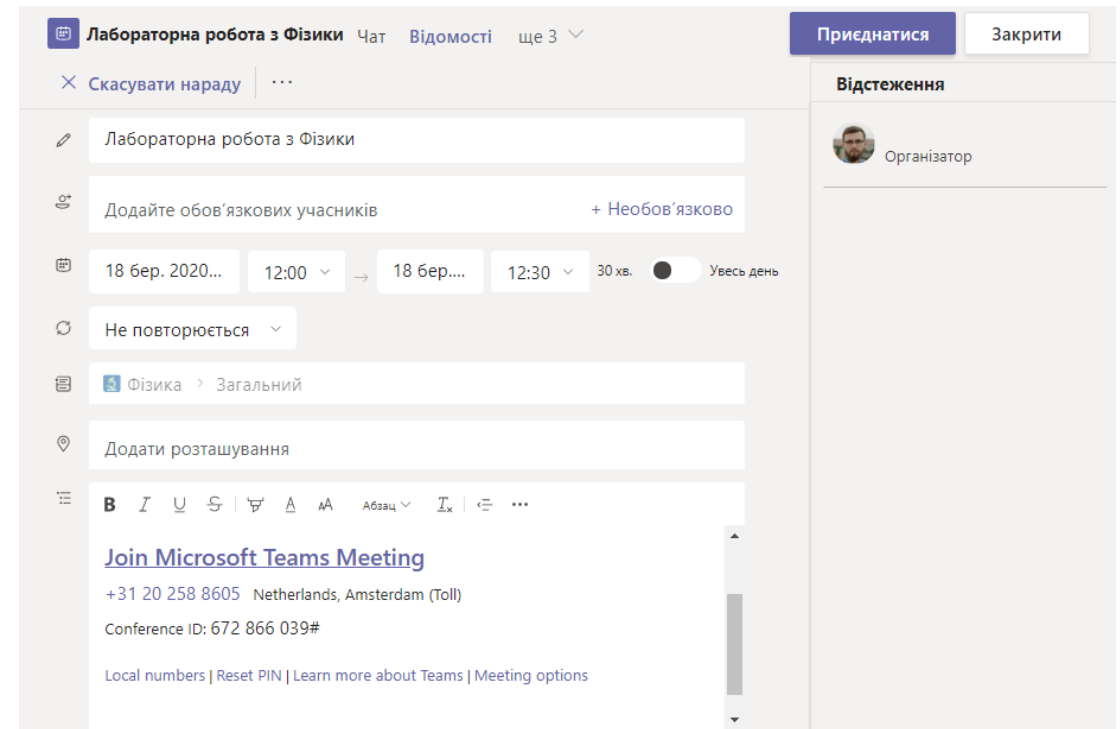 Лабораторна робота з Фізики Чат Відомості ще 3 Приєднатися Закрити
Скасувати нараду ... Відстеження
Лабораторна робота з Фізики
Організатор
Додайте обов'язкових учасників + Необов'язково
18 бер. 2020... 12:00 → 18 бер.... 12:30 30 хв. Увесь день
Не повторюється
Фізика > Загальний
Додати розташування
B I U S A AA Абзац Tx ...
Join Microsoft Teams Meeting
+31 20 258 8605 Netherlands, Amsterdam (Toll)
Conference ID: 672 866 039#
Local numbers | Reset PIN | Learn more about Teams | Meeting options